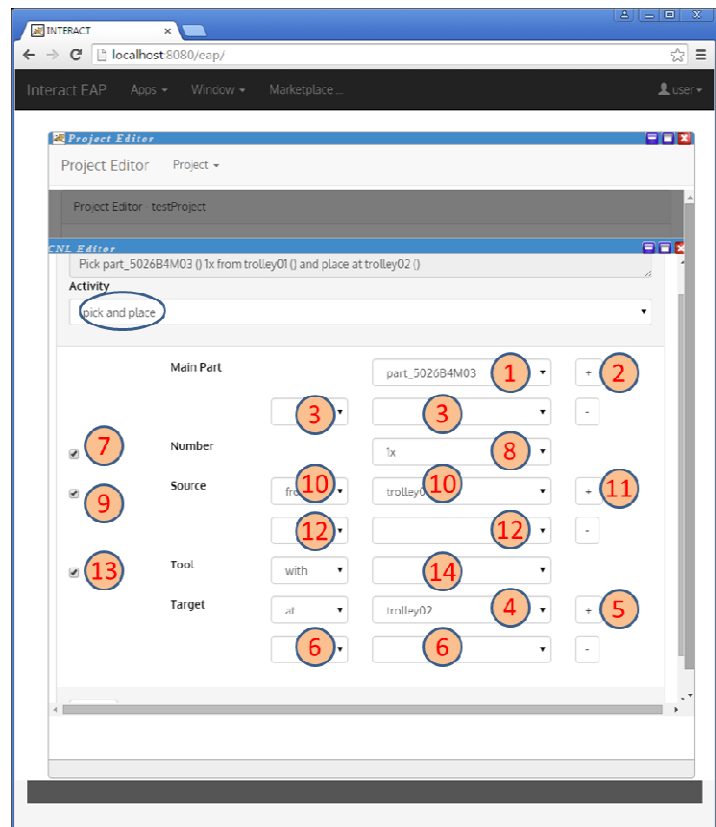 INTERACT ×
localhost:8080/eap/
Interact EAP Apps Window Marketplace ... user
Project Editor
Project Editor Project
Project Editor - testProject
CNL Editor
Pick part_5026B4M03 () 1x from trolley01 () and place at trolley02 ()
Activity
pick and place
Main Part part_5026B4M03 1 + 2
3 3 -
7 Number 1x 8
9 Source 10 10 + 11
12 12 -
13 Tool with 14
Target at trolley02 4 + 5
6 6 -